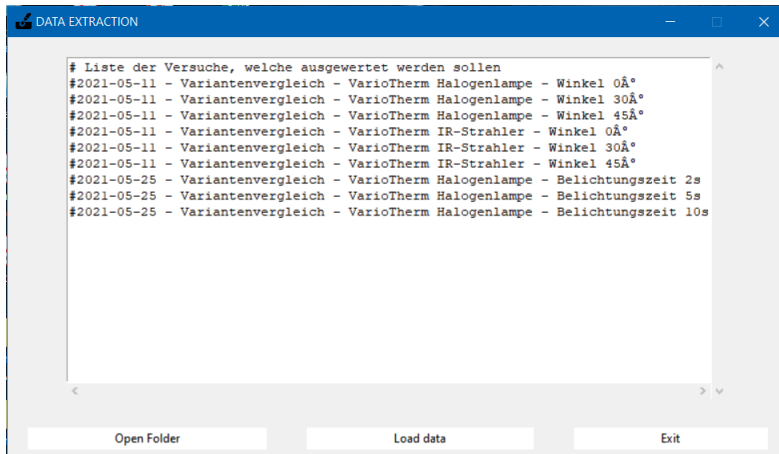 DATA EXTRACTION
# Liste der Versuche, welche ausgewertet werden sollen
#2021-05-11 - Variantenvergleich - VarioTherm Halogenlampe - Winkel 0Â°
#2021-05-11 - Variantenvergleich - VarioTherm Halogenlampe - Winkel 30Â°
#2021-05-11 - Variantenvergleich - VarioTherm Halogenlampe - Winkel 45Â°
#2021-05-11 - Variantenvergleich - VarioTherm IR-Strahler - Winkel 0Â°
#2021-05-11 - Variantenvergleich - VarioTherm IR-Strahler - Winkel 30Â°
#2021-05-11 - Variantenvergleich - VarioTherm IR-Strahler - Winkel 45Â°
#2021-05-25 - Variantenvergleich - VarioTherm Halogenlampe - Belichtungszeit 2s
#2021-05-25 - Variantenvergleich - VarioTherm Halogenlampe - Belichtungszeit 5s
#2021-05-25 - Variantenvergleich - VarioTherm Halogenlampe - Belichtungszeit 10s
Open Folder
Load data
Exit